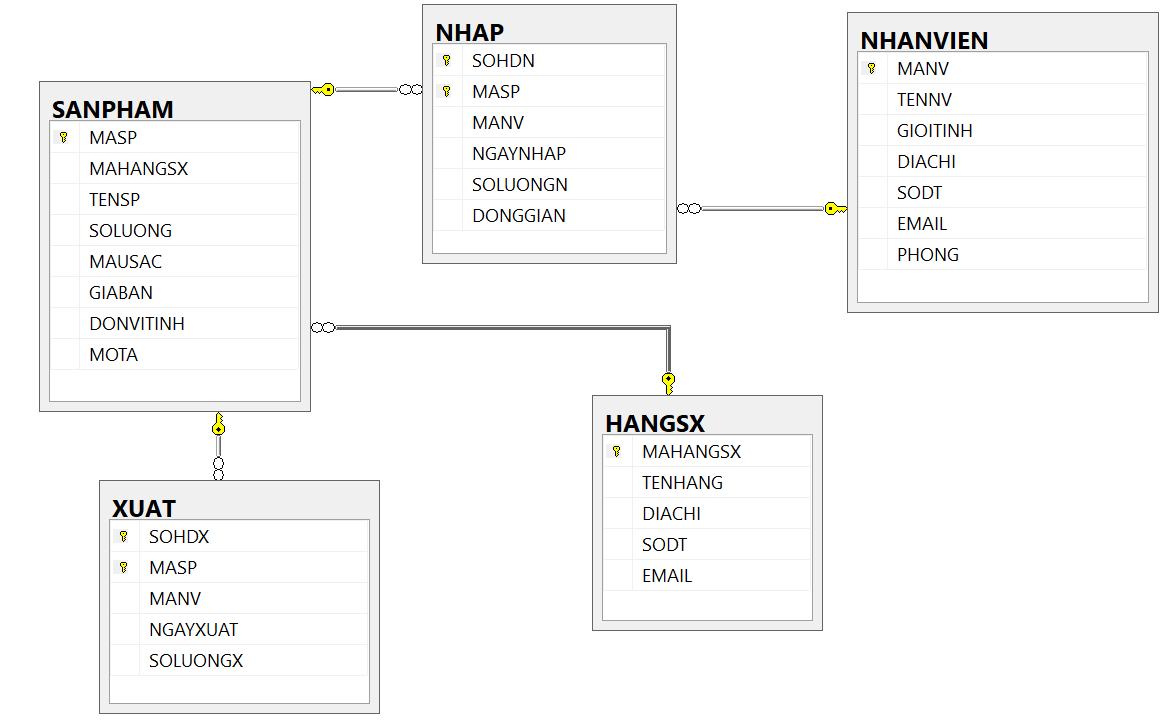 SANPHAM
MASP
MAHANGSX
TENSP
SOLUONG
MAUSAC
GIABAN
DONVITINH
MOTA
NHAP
SOHDN
MASP
MANV
NGAYNHAP
SOLUONGN
DONGGIAN
NHANVIEN
MANV
TENNV
GIOITINH
DIACHI
SODT
EMAIL
PHONG
XUAT
SOHDX
MASP
MANV
NGAYXUAT
SOLUONGX
HANGSX
MAHANGSX
TENHANG
DIACHI
SODT
EMAIL